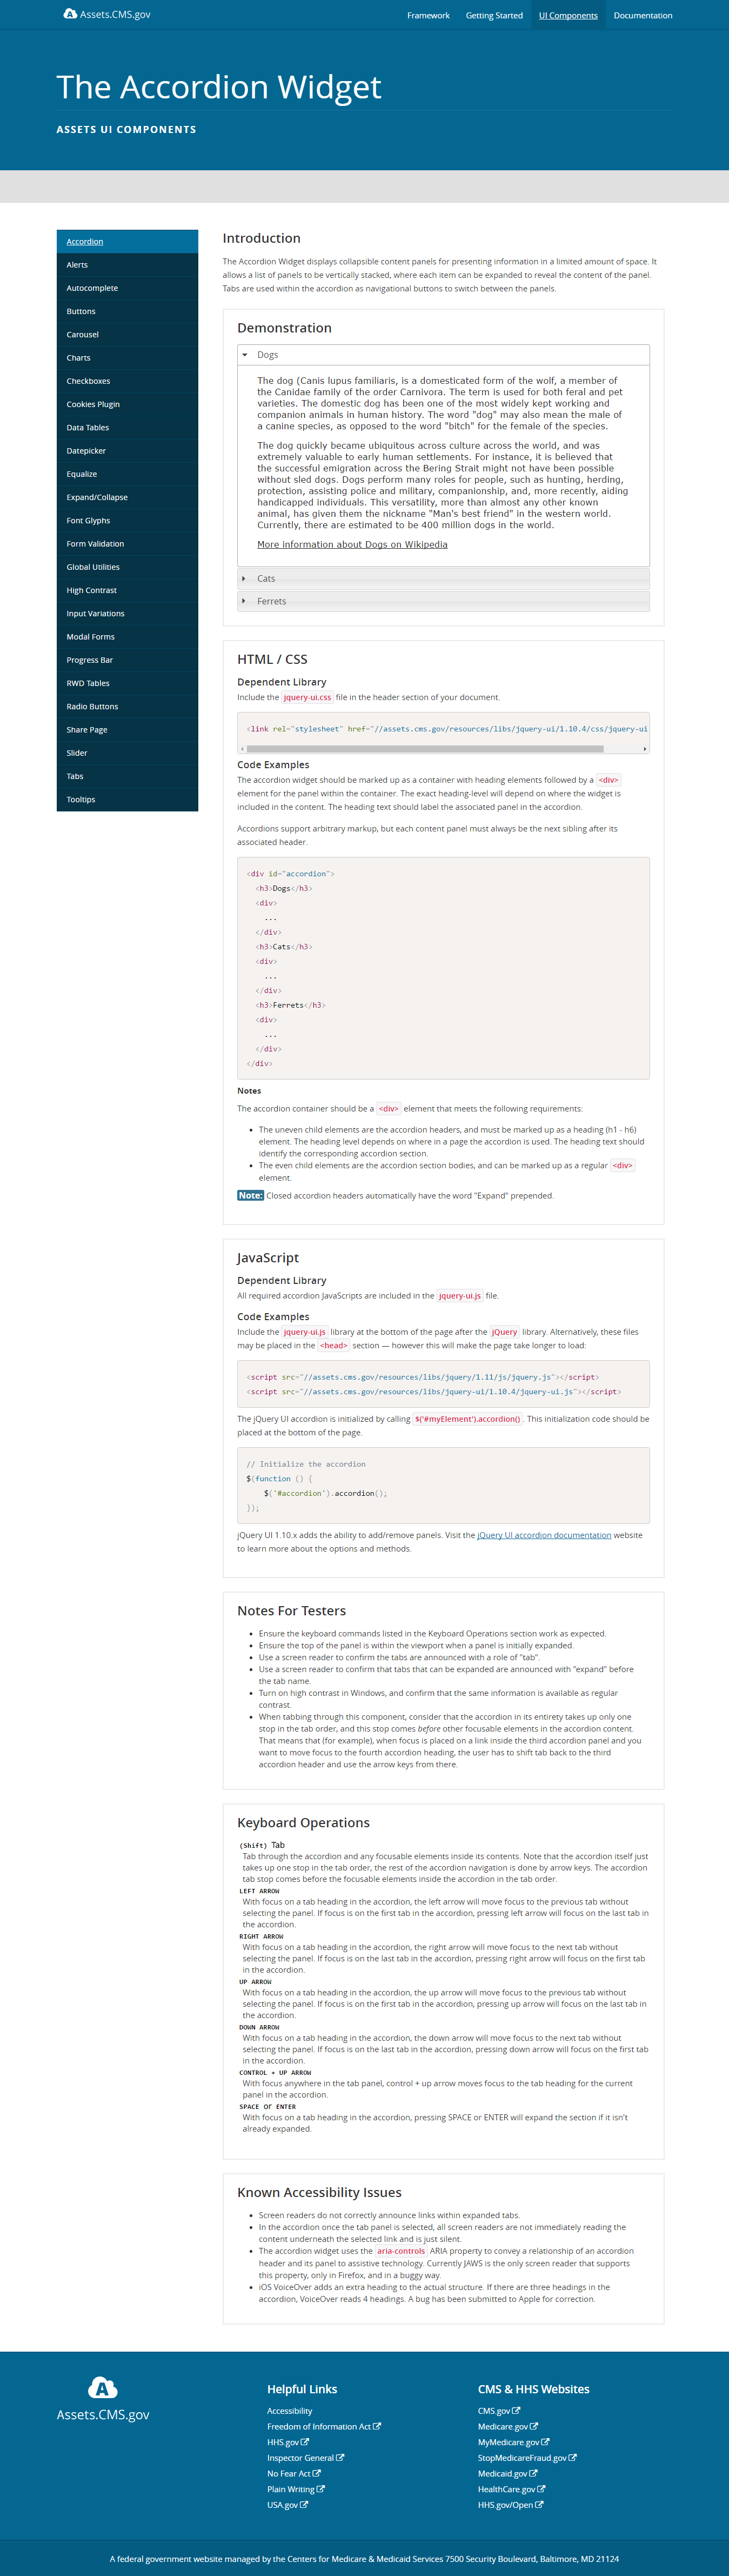 Assets.CMS.gov
Framework
Getting Started
UI Components
Documentation
The Accordion Widget
ASSETS UI COMPONENTS
Accordion
Alerts
Autocomplete
Buttons
Carousel
Charts
Checkboxes
Cookies Plugin
Data Tables
Datepicker
Equalize
Expand/Collapse
Font Glyphs
Form Validation
Global Utilities
High Contrast
Input Variations
Modal Forms
Progress Bar
RWD Tables
Radio Buttons
Share Page
Slider
Tabs
Tooltips
Introduction
The Accordion Widget displays collapsible content panels for presenting information in a limited amount of space. It
allows a list of panels to be vertically stacked, where each item can be expanded to reveal the content of the panel.
Tabs are used within the accordion as navigational buttons to switch between the panels.
Demonstration
Dogs
The dog (Canis lupus familiaris, is a domesticated form of the wolf, a member of
the Canidae family of the order Carnivora. The term is used for both feral and pet
varieties. The domestic dog has been one of the most widely kept working and
companion animals in human history. The word "dog" may also mean the male of
a canine species, as opposed to the word "bitch" for the female of the species.
The dog quickly became ubiquitous across culture across the world, and was
extremely valuable to early human settlements. For instance, it is believed that
the successful emigration across the Bering Strait might not have been possible
without sled dogs. Dogs perform many roles for people, such as hunting, herding,
protection, assisting police and military, companionship, and, more recently, aiding
handicapped individuals. This versatility, more than almost any other known
animal, has given them the nickname "Man's best friend" in the western world.
Currently, there are estimated to be 400 million dogs in the world.
More information about Dogs on Wikipedia
Cats
Ferrets
HTML / CSS
Dependent Library
Include the jquery-ui.css file in the header section of your document.
<link rel="stylesheet" href="//assets.cms.gov/resources/libs/jquery-ui/1.10.4/css/jquery-ui
Code Examples
The accordion widget should be marked up as a container with heading elements followed by a <div>
element for the panel within the container. The exact heading-level will depend on where the widget is
included in the content. The heading text should label the associated panel in the accordion.
Accordions support arbitrary markup, but each content panel must always be the next sibling after its
associated header.
<div id="accordion">
<h3>Dogs</h3>
<div>
...
</div>
<h3>Cats</h3>
<div>
...
</div>
<h3>Ferrets</h3>
<div>
...
</div>
</div>
Notes
The accordion container should be a <div> element that meets the following requirements:
• The uneven child elements are the accordion headers, and must be marked up as a heading (h1 - h6)
element. The heading level depends on where in a page the accordion is used. The heading text should
identify the corresponding accordion section.
• The even child elements are the accordion section bodies, and can be marked up as a regular <div>
element.
Note: Closed accordion headers automatically have the word "Expand" prepended.
JavaScript
Dependent Library
All required accordion JavaScripts are included in the jquery-ui.js file.
Code Examples
Include the jquery-ui.js library at the bottom of the page after the jQuery library. Alternatively, these files
may be placed in the <head> section — however this will make the page take longer to load:
<script src="//assets.cms.gov/resources/libs/jquery/1.11/js/jquery.js"></script>
<script src="//assets.cms.gov/resources/libs/jquery-ui/1.10.4/jquery-ui.js"></script>
The jQuery UI accordion is initialized by calling $('#myElement').accordion(). This initialization code should be
placed at the bottom of the page.
// Initialize the accordion
$(function () {
$('#accordion').accordion();
});
jQuery UI 1.10.x adds the ability to add/remove panels. Visit the jQuery UI accordion documentation website
to learn more about the options and methods.
Notes For Testers
• Ensure the keyboard commands listed in the Keyboard Operations section work as expected.
• Ensure the top of the panel is within the viewport when a panel is initially expanded.
• Use a screen reader to confirm the tabs are announced with a role of "tab".
• Use a screen reader to confirm that tabs that can be expanded are announced with "expand" before
the tab name.
• Turn on high contrast in Windows, and confirm that the same information is available as regular
contrast.
• When tabbing through this component, consider that the accordion in its entirety takes up only one
stop in the tab order, and this stop comes before other focusable elements in the accordion content.
That means that (for example), when focus is placed on a link inside the third accordion panel and you
want to move focus to the fourth accordion heading, the user has to shift tab back to the third
accordion header and use the arrow keys from there.
Keyboard Operations
(Shift) Tab
Tab through the accordion and any focusable elements inside its contents. Note that the accordion itself just
takes up one stop in the tab order, the rest of the accordion navigation is done by arrow keys. The accordion
tab stop comes before the focusable elements inside the accordion in the tab order.
LEFT ARROW
With focus on a tab heading in the accordion, the left arrow will move focus to the previous tab without
selecting the panel. If focus is on the first tab in the accordion, pressing left arrow will focus on the last tab in
the accordion.
RIGHT ARROW
With focus on a tab heading in the accordion, the right arrow will move focus to the next tab without
selecting the panel. If focus is on the last tab in the accordion, pressing right arrow will focus on the first tab
in the accordion.
UP ARROW
With focus on a tab heading in the accordion, the up arrow will move focus to the previous tab without
selecting the panel. If focus is on the first tab in the accordion, pressing up arrow will focus on the last tab in
the accordion.
DOWN ARROW
With focus on a tab heading in the accordion, the down arrow will move focus to the next tab without
selecting the panel. If focus is on the last tab in the accordion, pressing down arrow will focus on the first tab
in the accordion.
CONTROL + UP ARROW
With focus anywhere in the tab panel, control + up arrow moves focus to the tab heading for the current
panel in the accordion.
SPACE or ENTER
With focus on a tab heading in the accordion, pressing SPACE or ENTER will expand the section if it isn't
already expanded.
Known Accessibility Issues
• Screen readers do not correctly announce links within expanded tabs.
• In the accordion once the tab panel is selected, all screen readers are not immediately reading the
content underneath the selected link and is just silent.
• The accordion widget uses the aria-controls ARIA property to convey a relationship of an accordion
header and its panel to assistive technology. Currently JAWS is the only screen reader that supports
this property, only in Firefox, and in a buggy way.
• iOS VoiceOver adds an extra heading to the actual structure. If there are three headings in the
accordion, VoiceOver reads 4 headings. A bug has been submitted to Apple for correction.
Assets.CMS.gov
Helpful Links
Accessibility
Freedom of Information Act
HHS.gov
Inspector General
No Fear Act
Plain Writing
USA.gov
CMS & HHS Websites
CMS.gov
Medicare.gov
MyMedicare.gov
StopMedicareFraud.gov
Medicaid.gov
HealthCare.gov
HHS.gov/Open
A federal government website managed by the Centers for Medicare & Medicaid Services 7500 Security Boulevard, Baltimore, MD 21124